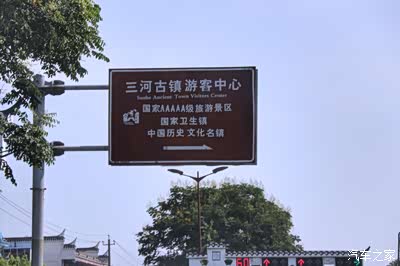 三河古镇游客中心
Sanhe Ancient Town Visitors Center
国家AAAAA级旅游景区
国家卫生镇
中国历史文化名镇
50
汽车之家